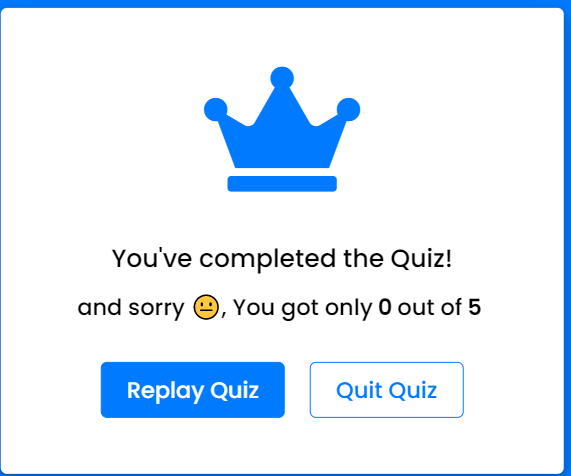 You've completed the Quiz!
and sorry 😐, You got only 0 out of 5
Replay Quiz
Quit Quiz